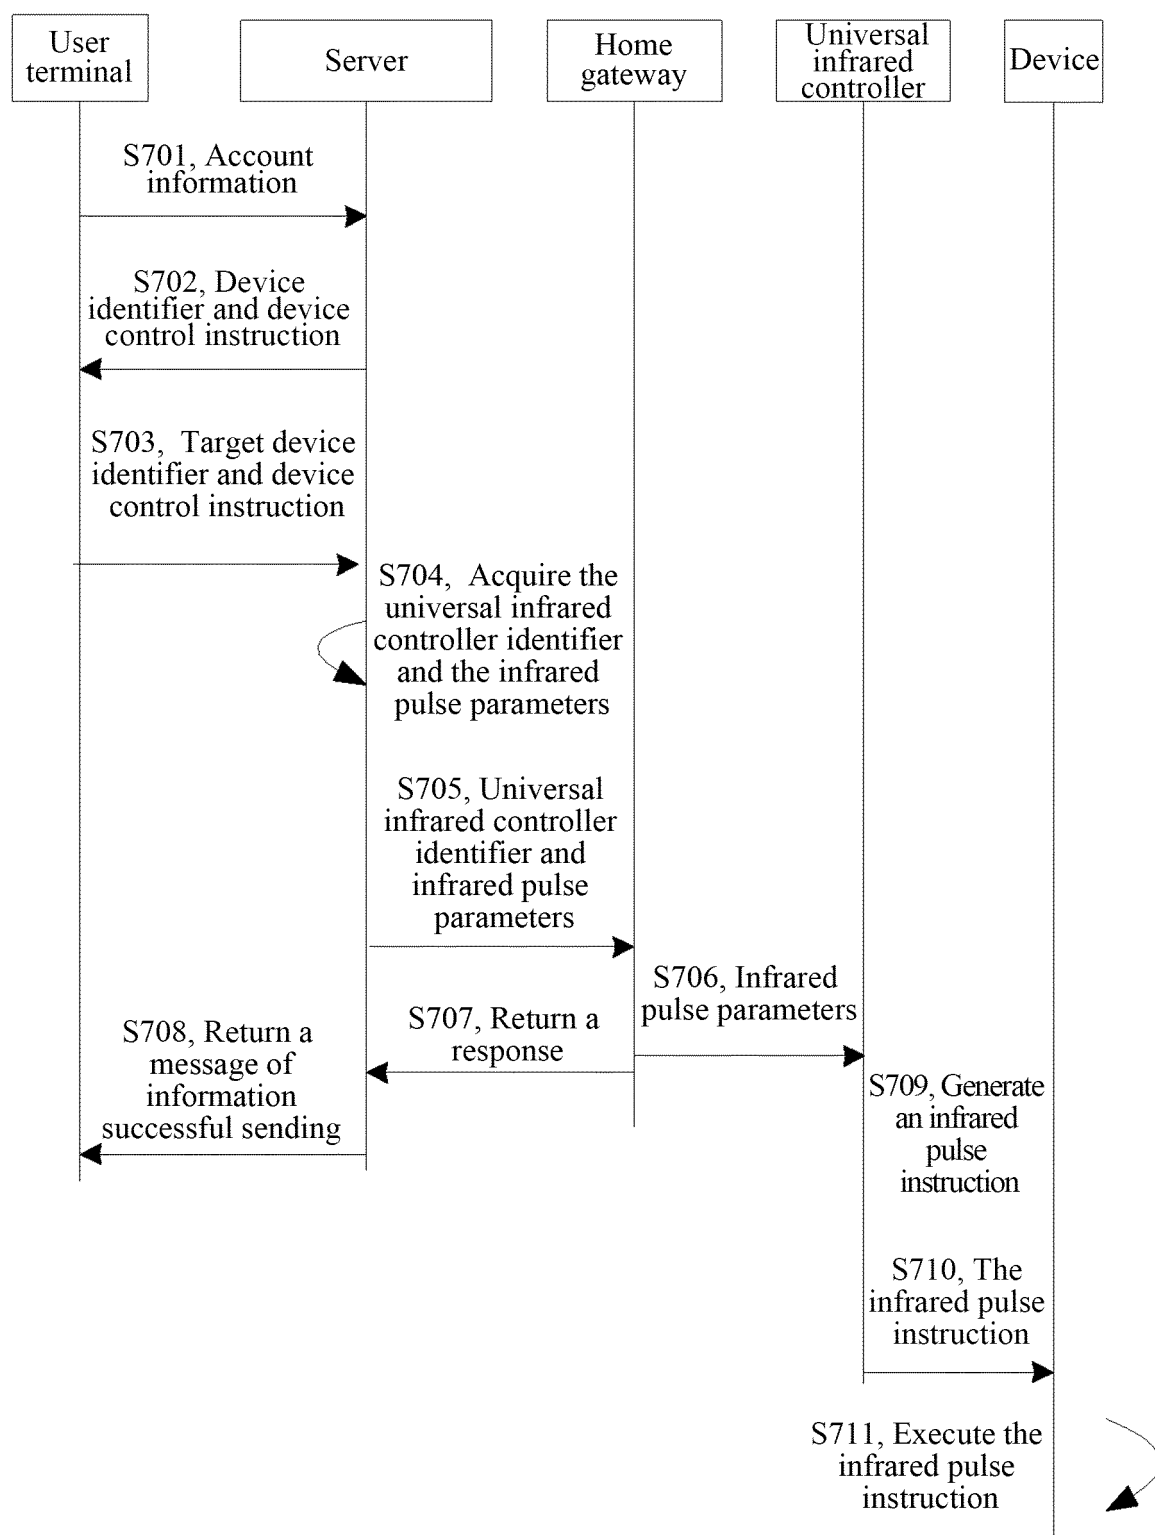 User
terminal
Server
Home
gateway
Universal
infrared
controller
Device
S701, Account
information
S702, Device
identifier and device
control instruction
S703, Target device
identifier and device
control instruction
S704, Acquire the
universal infrared
controller identifier
and the infrared
pulse parameters
S705, Universal
infrared controller
identifier and
infrared pulse
parameters
S706, Infrared
pulse parameters
S707, Return a
response
S708, Return a
message of
information
successful sending
S709, Generate
an infrared
pulse
instruction
S710, The
infrared pulse
instruction
S711, Execute the
infrared pulse
instruction